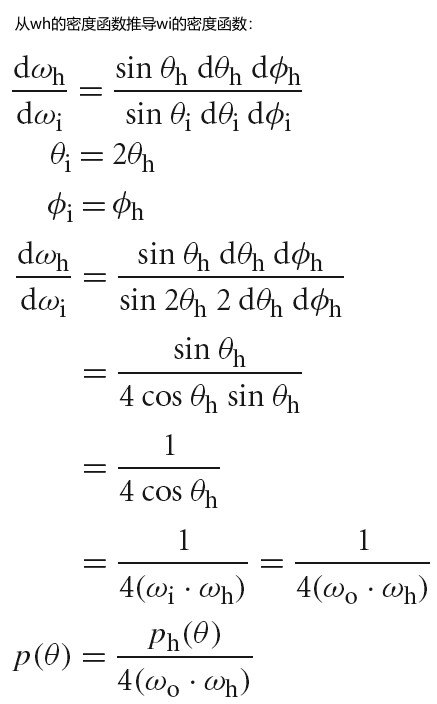 从wh的密度函数推导wi的密度函数：
dω_h/dω_i = (sin θ_h dθ_h dϕ_h)/(sin θ_i dθ_i dϕ_i)
θ_i = 2θ_h
ϕ_i = ϕ_h
dω_h/dω_i = (sin θ_h dθ_h dϕ_h)/(sin 2θ_h 2 dθ_h dϕ_h)
= (sin θ_h)/(4 cos θ_h sin θ_h)
= 1/(4 cos θ_h)
= 1/(4(ω_i · ω_h)) = 1/(4(ω_o · ω_h))
p(θ) = p_h(θ)/(4(ω_o · ω_h))